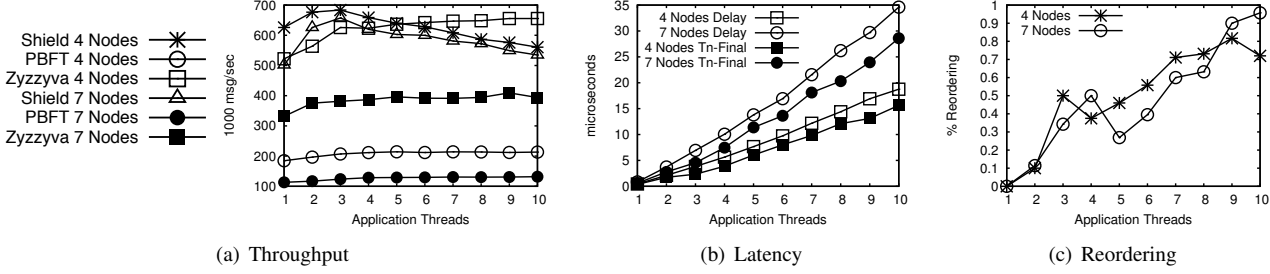 Shield 4 Nodes
PBFT 4 Nodes
Zyzzyva 4 Nodes
Shield 7 Nodes
PBFT 7 Nodes
Zyzzyva 7 Nodes
1000 msg/sec
700
600
500
400
300
200
100
1 2 3 4 5 6 7 8 9 10
Application Threads
(a) Throughput
microseconds
35
30
25
20
15
10
5
0
4 Nodes Delay
7 Nodes Delay
4 Nodes Tn-Final
7 Nodes Tn-Final
1 2 3 4 5 6 7 8 9 10
Application Threads
(b) Latency
% Reordering
1
0.9
0.8
0.7
0.6
0.5
0.4
0.3
0.2
0.1
0
4 Nodes
7 Nodes
1 2 3 4 5 6 7 8 9 10
Application Threads
(c) Reordering